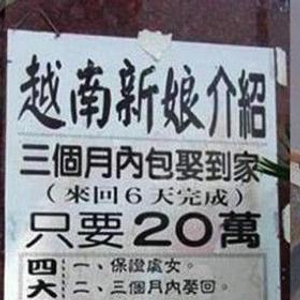 越南新娘介紹
三個月內包娶到家
(來回6天完成)
只要20萬
四大
一、保證處女。
二、三個月內娶回。